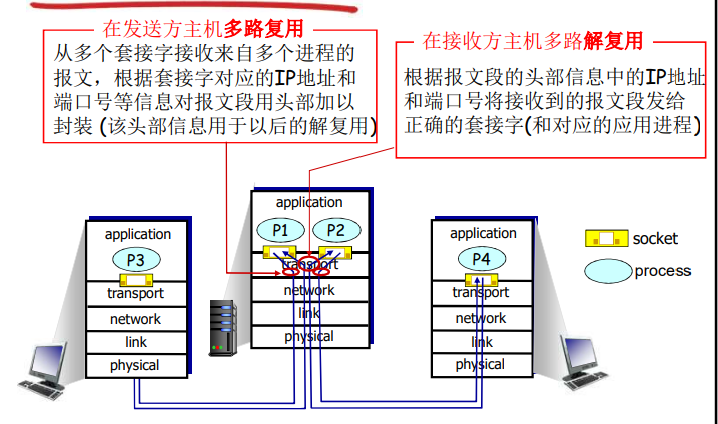 在发送方主机多路复用
从多个套接字接收来自多个进程的
报文，根据套接字对应的IP地址和
端口号等信息对报文段用头部加以
封装 (该头部信息用于以后的解复用)
在接收方主机多路解复用
根据报文段的头部信息中的IP地址
和端口号将接收到的报文段发给
正确的套接字(和对应的应用进程)
application
P3
transport
network
link
physical
application
P1
P2
transport
network
link
physical
application
P4
transport
network
link
physical
socket
process